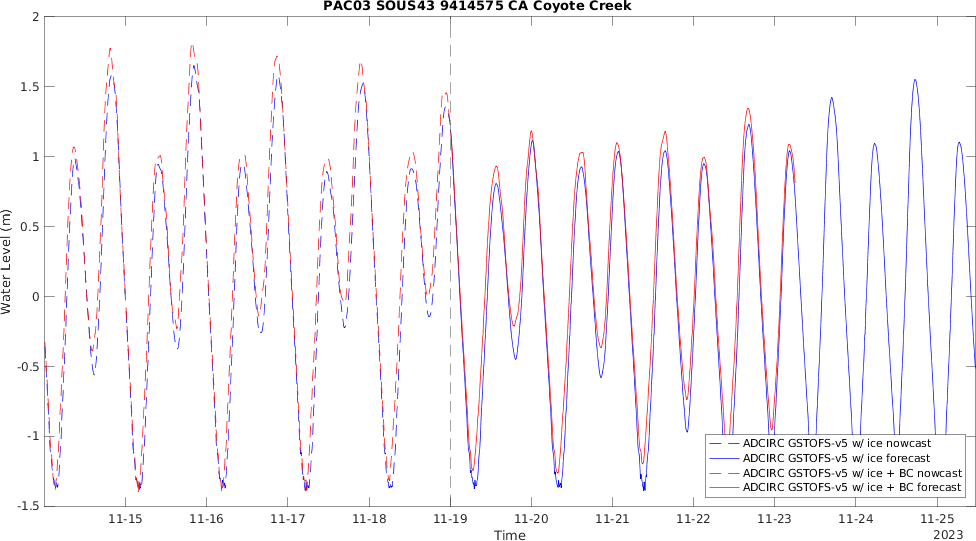 PAC03 SOUS43 9414575 CA Coyote Creek
2
1.5
1
0.5
0
-0.5
-1
-1.5
Water Level (m)
ADCIRC GSTOFS-v5 w/ ice nowcast
ADCIRC GSTOFS-v5 w/ ice forecast
ADCIRC GSTOFS-v5 w/ ice + BC nowcast
ADCIRC GSTOFS-v5 w/ ice + BC forecast
11-15 11-16 11-17 11-18 11-19 11-20 11-21 11-22 11-23 11-24 11-25
Time
2023